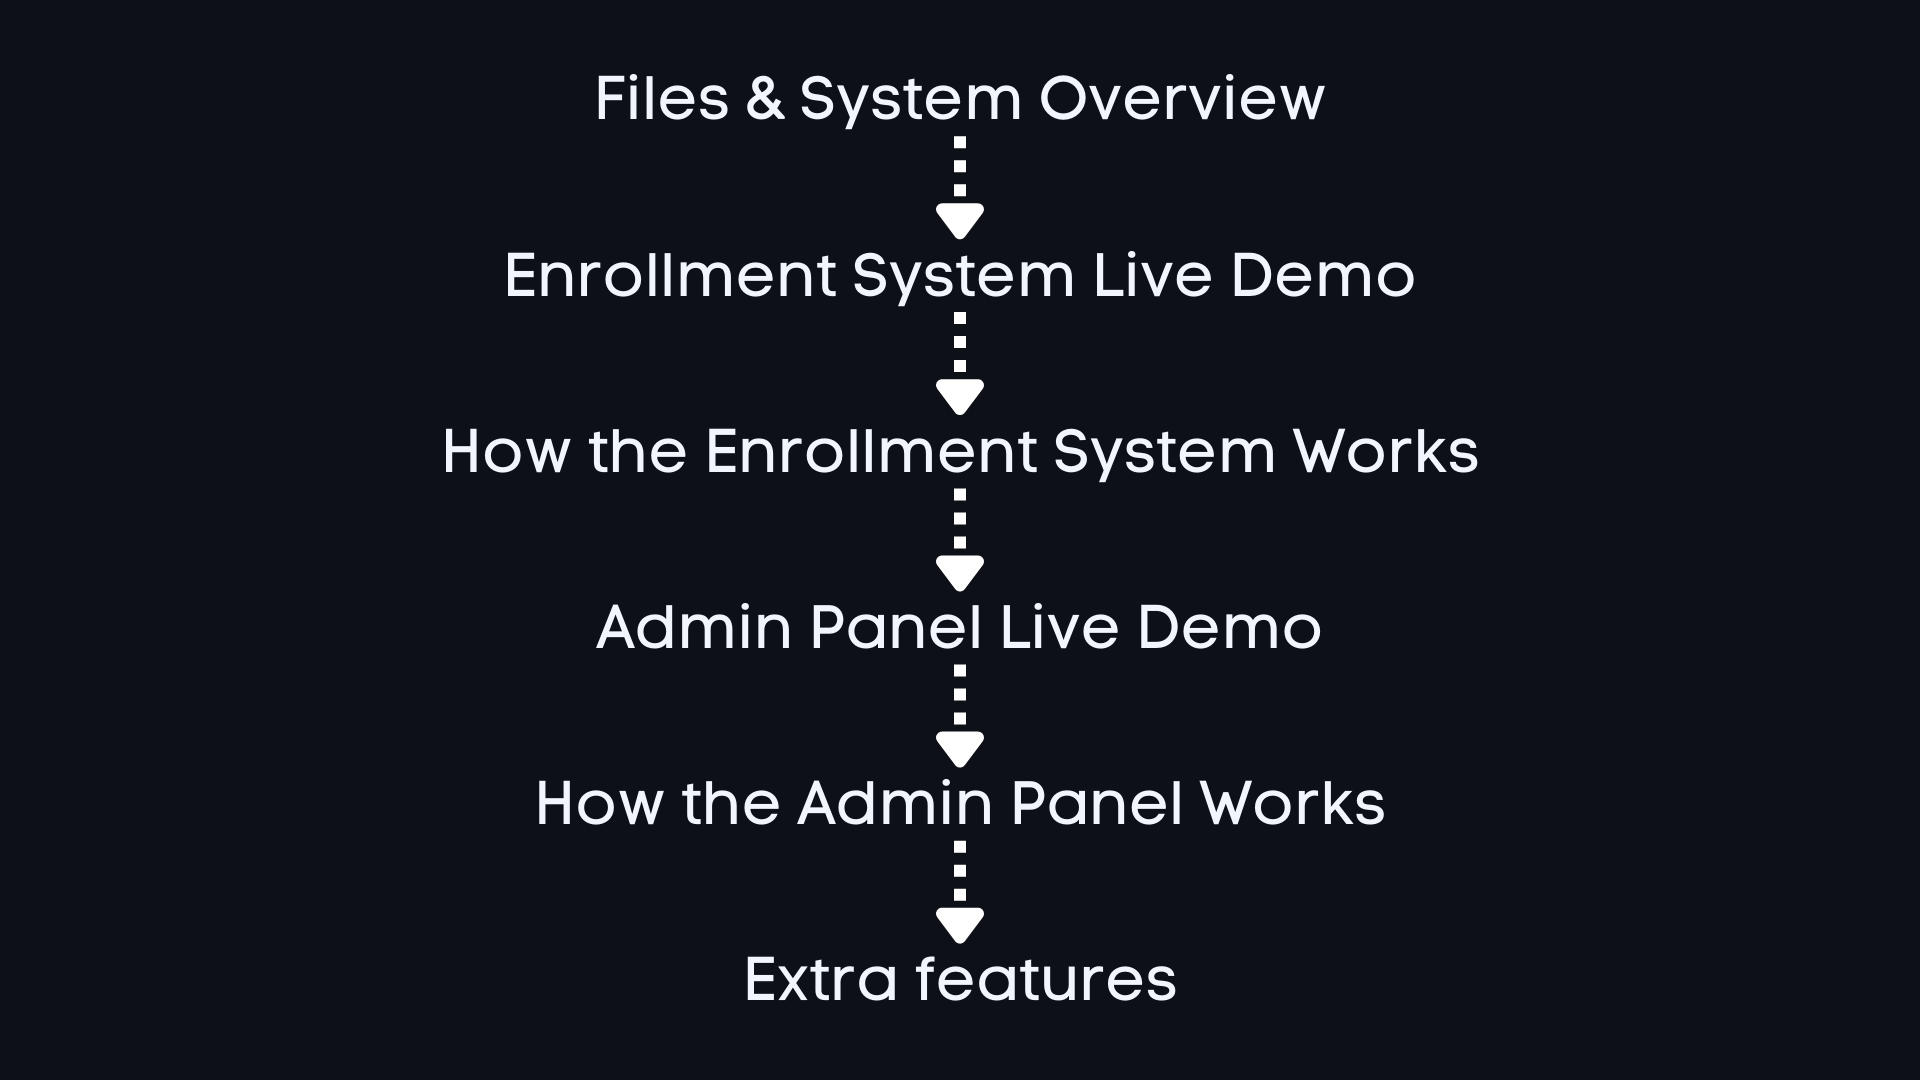 Files & System Overview
Enrollment System Live Demo
How the Enrollment System Works
Admin Panel Live Demo
How the Admin Panel Works
Extra features